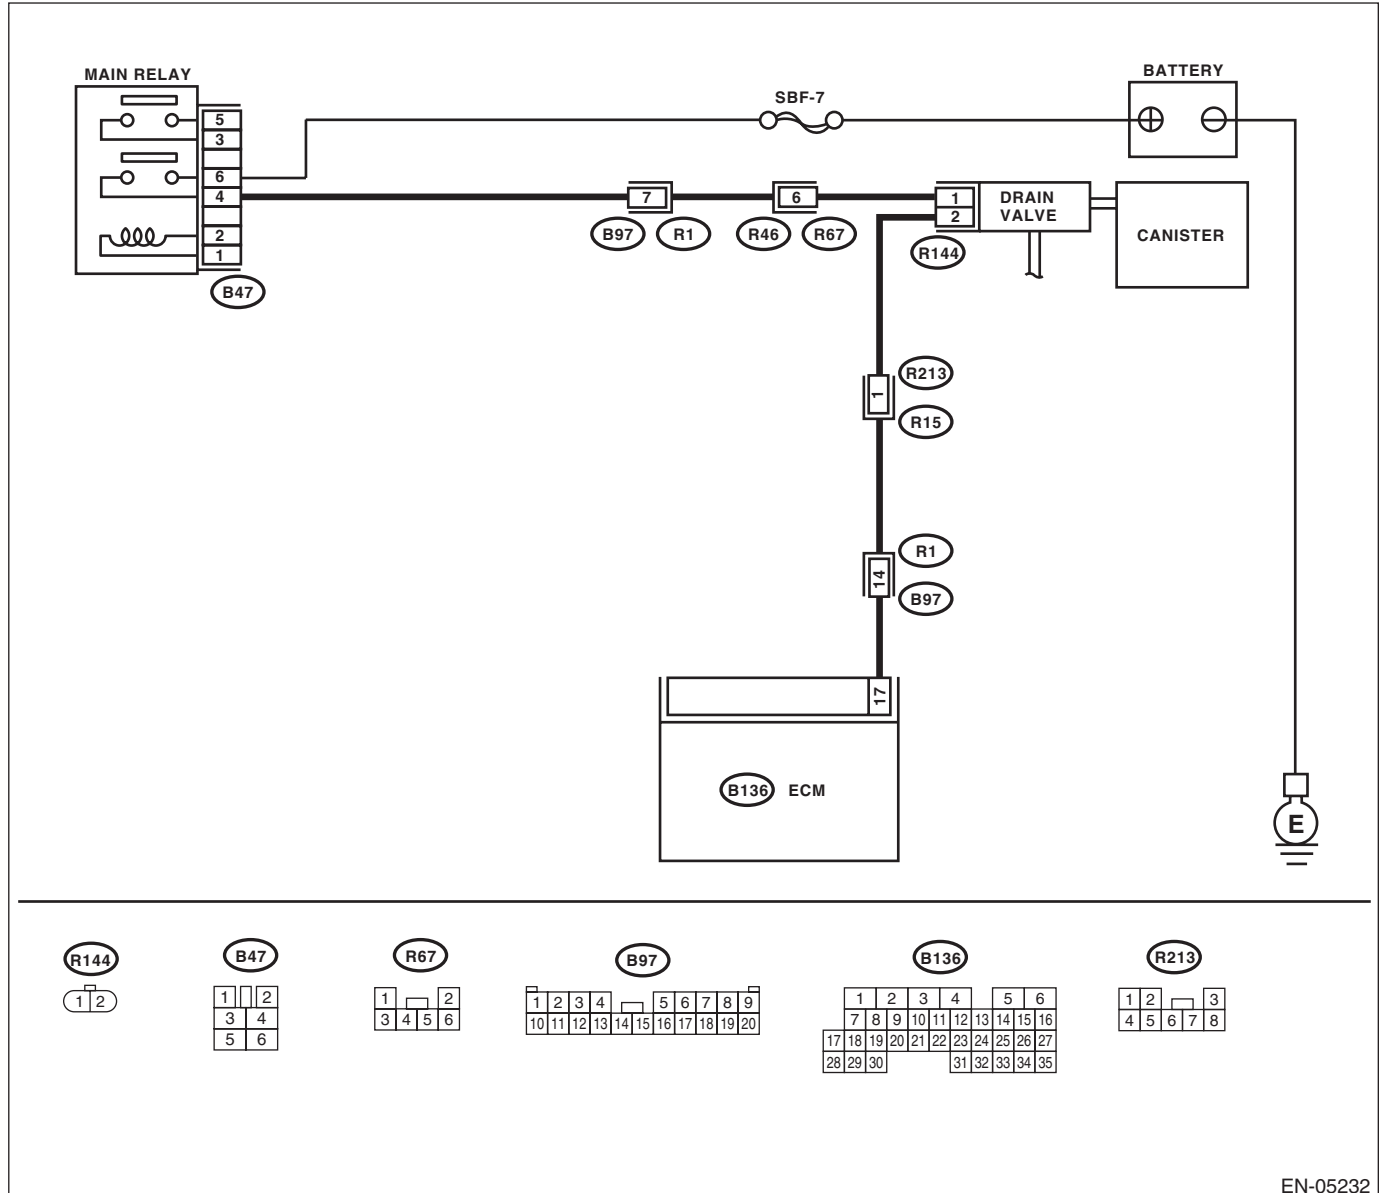 MAIN RELAY
BATTERY
SBF-7
5
3
6
4
2
1
B47
7
B97 R1
6
R46 R67
1
2
R144
DRAIN
VALVE
CANISTER
R213
1
R15
R1
14
B97
17
B136 ECM
E
R144
1 2
B47
1 2
3 4
5 6
R67
1 2
3 4 5 6
B97
1 2 3 4 5 6 7 8 9
10 11 12 13 14 15 16 17 18 19 20
B136
1 2 3 4 5 6
7 8 9 10 11 12 13 14 15 16
17 18 19 20 21 22 23 24 25 26 27
28 29 30 31 32 33 34 35
R213
1 2 3
4 5 6 7 8
EN-05232